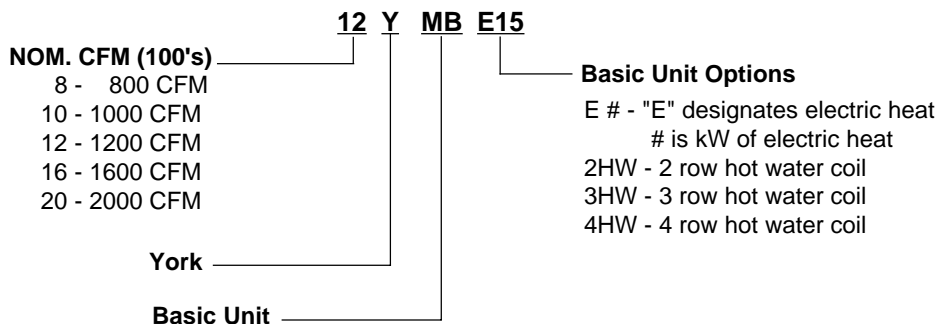 12 Y MB E15
NOM. CFM (100's)
8 - 800 CFM
10 - 1000 CFM
12 - 1200 CFM
16 - 1600 CFM
20 - 2000 CFM
York
Basic Unit
Basic Unit Options
E # - "E" designates electric heat
# is kW of electric heat
2HW - 2 row hot water coil
3HW - 3 row hot water coil
4HW - 4 row hot water coil